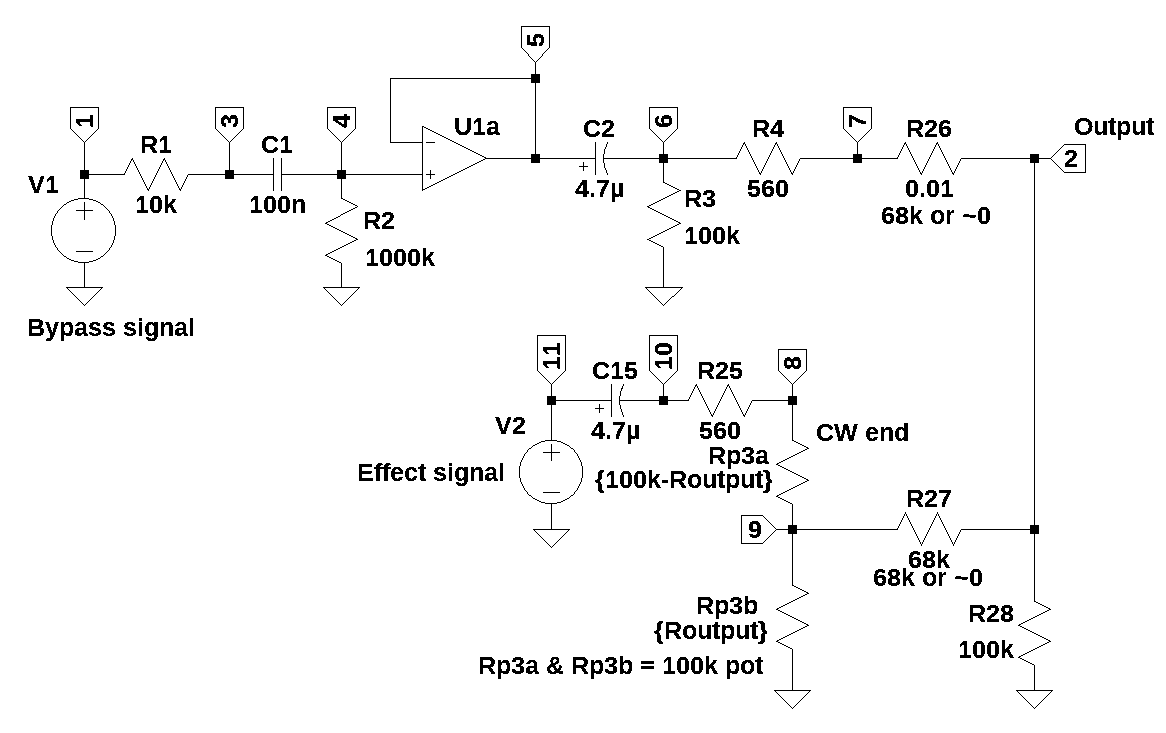 5
1
3
4
6
7
R1
C1
U1a
C2
R4
R26
Output
2
V1
+
−
10k
100n
−
+
+
4.7µ
560
0.01
R2
1000k
R3
100k
68k or ~0
Bypass signal
11
10
8
C15
R25
V2
+
−
+
4.7µ
560
CW end
Effect signal
Rp3a
{100k-Routput}
R27
9
68k
68k or ~0
Rp3b
{Routput}
R28
100k
Rp3a & Rp3b = 100k pot